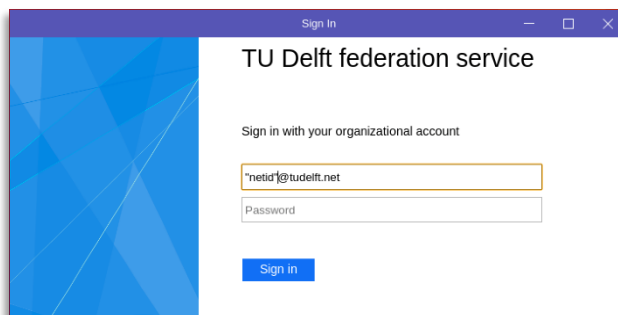 Sign In
TU Delft federation service
Sign in with your organizational account
"netid"@tudelft.net
Password
Sign in